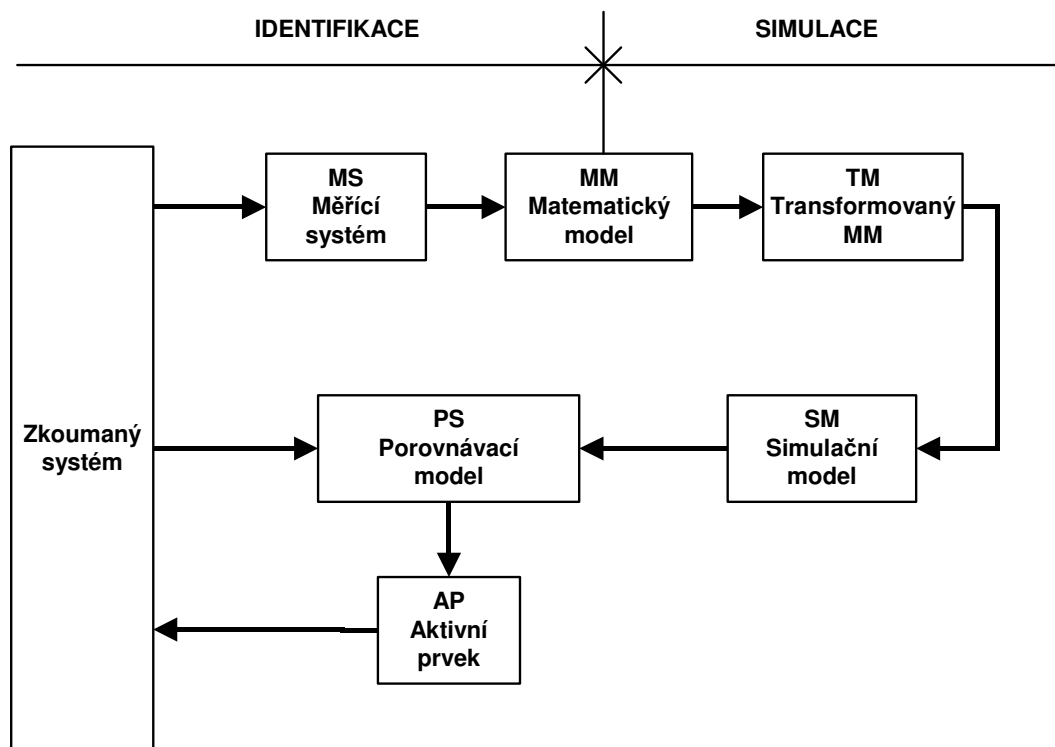 IDENTIFIKACE
SIMULACE
MS
Měřící
systém
MM
Matematický
model
TM
Transformovaný
MM
Zkoumaný
systém
PS
Porovnávací
model
SM
Simulační
model
AP
Aktivní
prvek